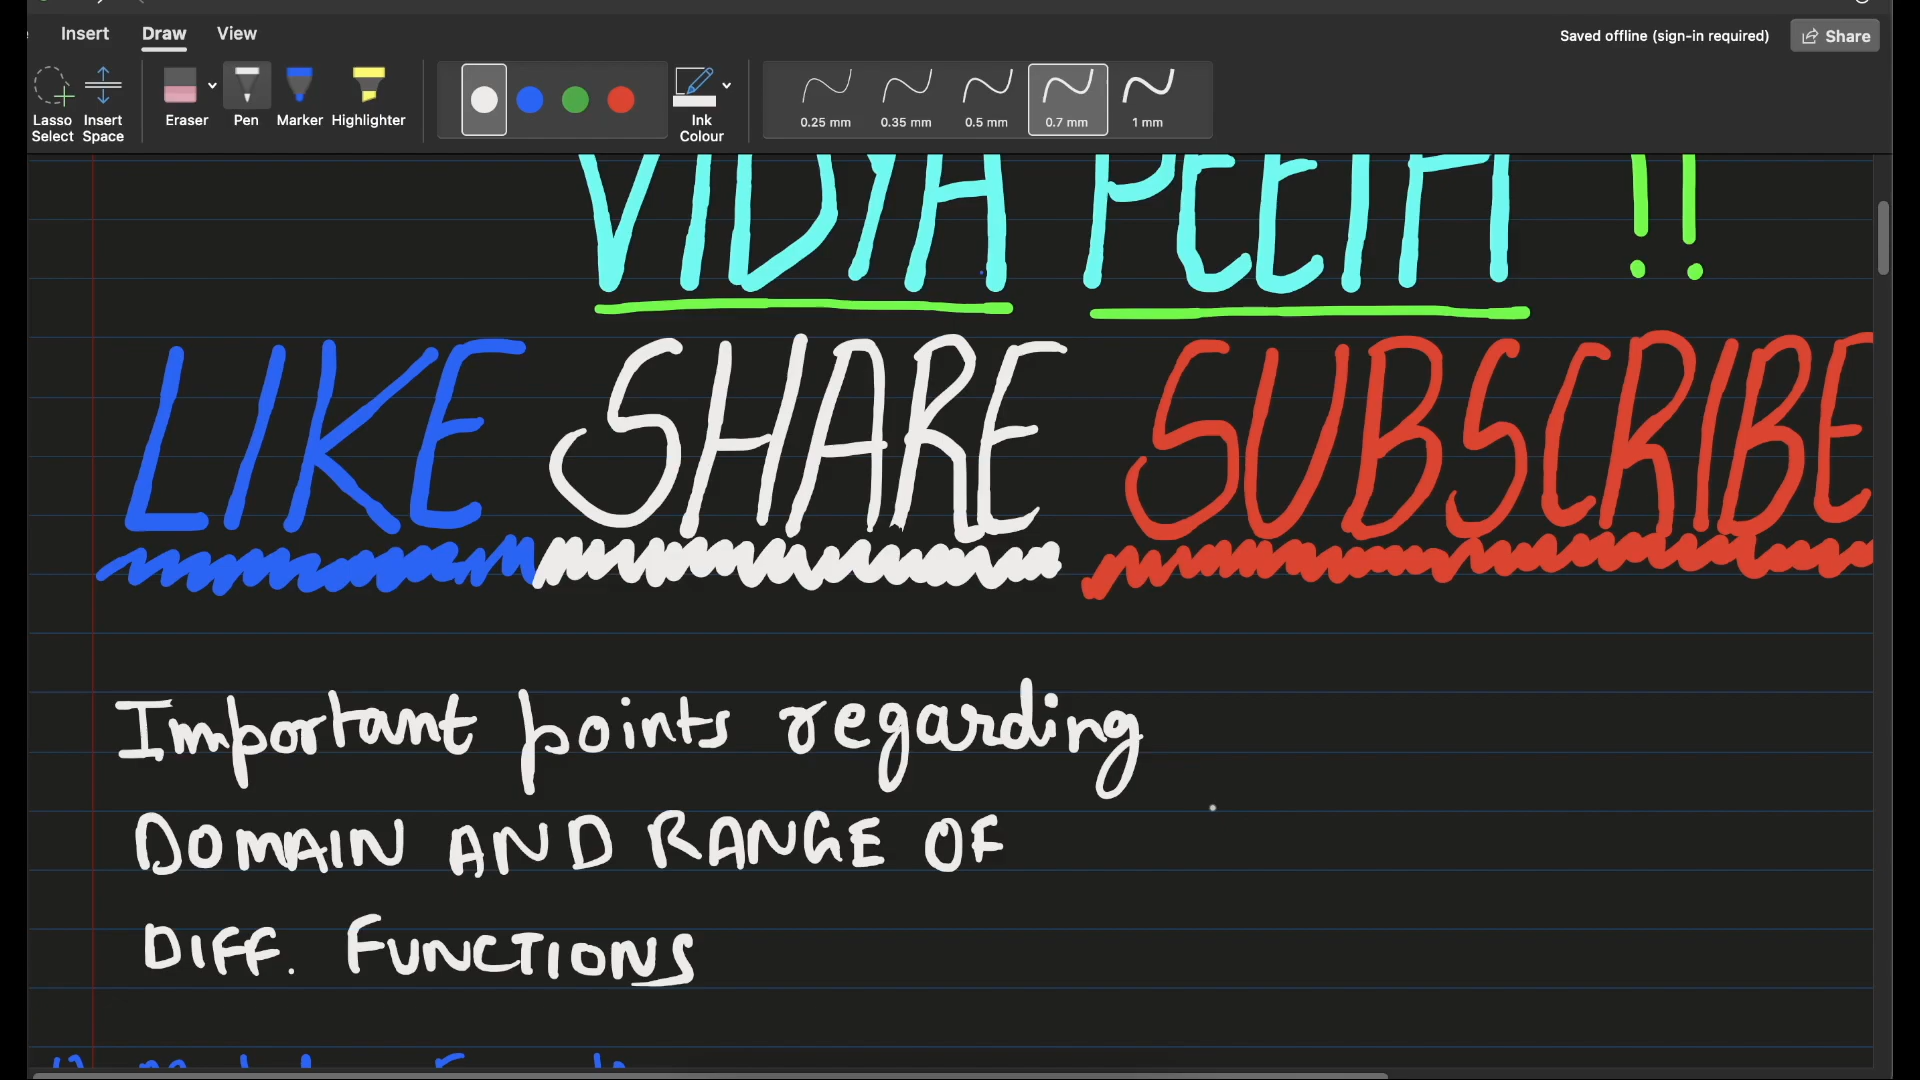 Insert Draw View Saved offline (sign-in required) Share
Lasso Select Insert Space Eraser Pen Marker Highlighter Ink Colour 0.25 mm 0.35 mm 0.5 mm 0.7 mm 1 mm
VIDYA PEETH !!
LIKE SHARE SUBSCRIBE
Important points regarding
DOMAIN AND RANGE OF
DIFF. FUNCTIONS